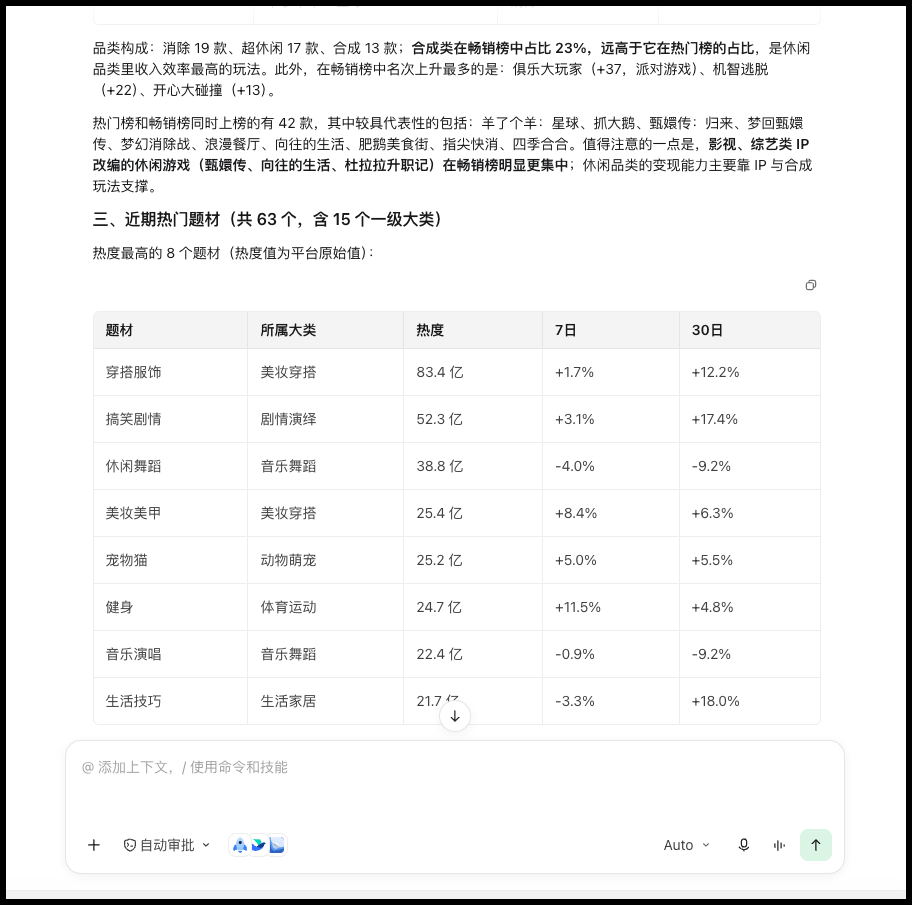 品类构成：消除 19 款、超休闲 17 款、合成 13 款；合成类在畅销榜中占比 23%，远高于它在热门榜的占比，是休闲
品类里收入效率最高的玩法。此外，在畅销榜中名次上升最多的是：俱乐大玩家（+37，派对游戏）、机智逃脱
（+22）、开心大碰撞（+13）。
热门榜和畅销榜同时上榜的有 42 款，其中较具代表性的包括：羊了个羊：星球、抓大鹅、甄嬛传：归来、梦回甄嬛
传、梦幻消除战、浪漫餐厅、向往的生活、肥鹅美食街、指尖快消、四季合合。值得注意的一点是，影视、综艺类 IP
改编的休闲游戏（甄嬛传、向往的生活、杜拉拉升职记）在畅销榜明显更集中；休闲品类的变现能力主要靠 IP 与合成
玩法支撑。
三、近期热门题材（共 63 个，含 15 个一级大类）
热度最高的 8 个题材（热度值为平台原始值）：
题材 所属大类 热度 7日 30日
穿搭服饰 美妆穿搭 83.4 亿 +1.7% +12.2%
搞笑剧情 剧情演绎 52.3 亿 +3.1% +17.4%
休闲舞蹈 音乐舞蹈 38.8 亿 -4.0% -9.2%
美妆美甲 美妆穿搭 25.4 亿 +8.4% +6.3%
宠物猫 动物萌宠 25.2 亿 +5.0% +5.5%
健身 体育运动 24.7 亿 +11.5% +4.8%
音乐演唱 音乐舞蹈 22.4 亿 -0.9% -9.2%
生活技巧 生活家居 21.7 亿 -3.3% +18.0%
@ 添加上下文，/ 使用命令和技能
自动审批 Auto